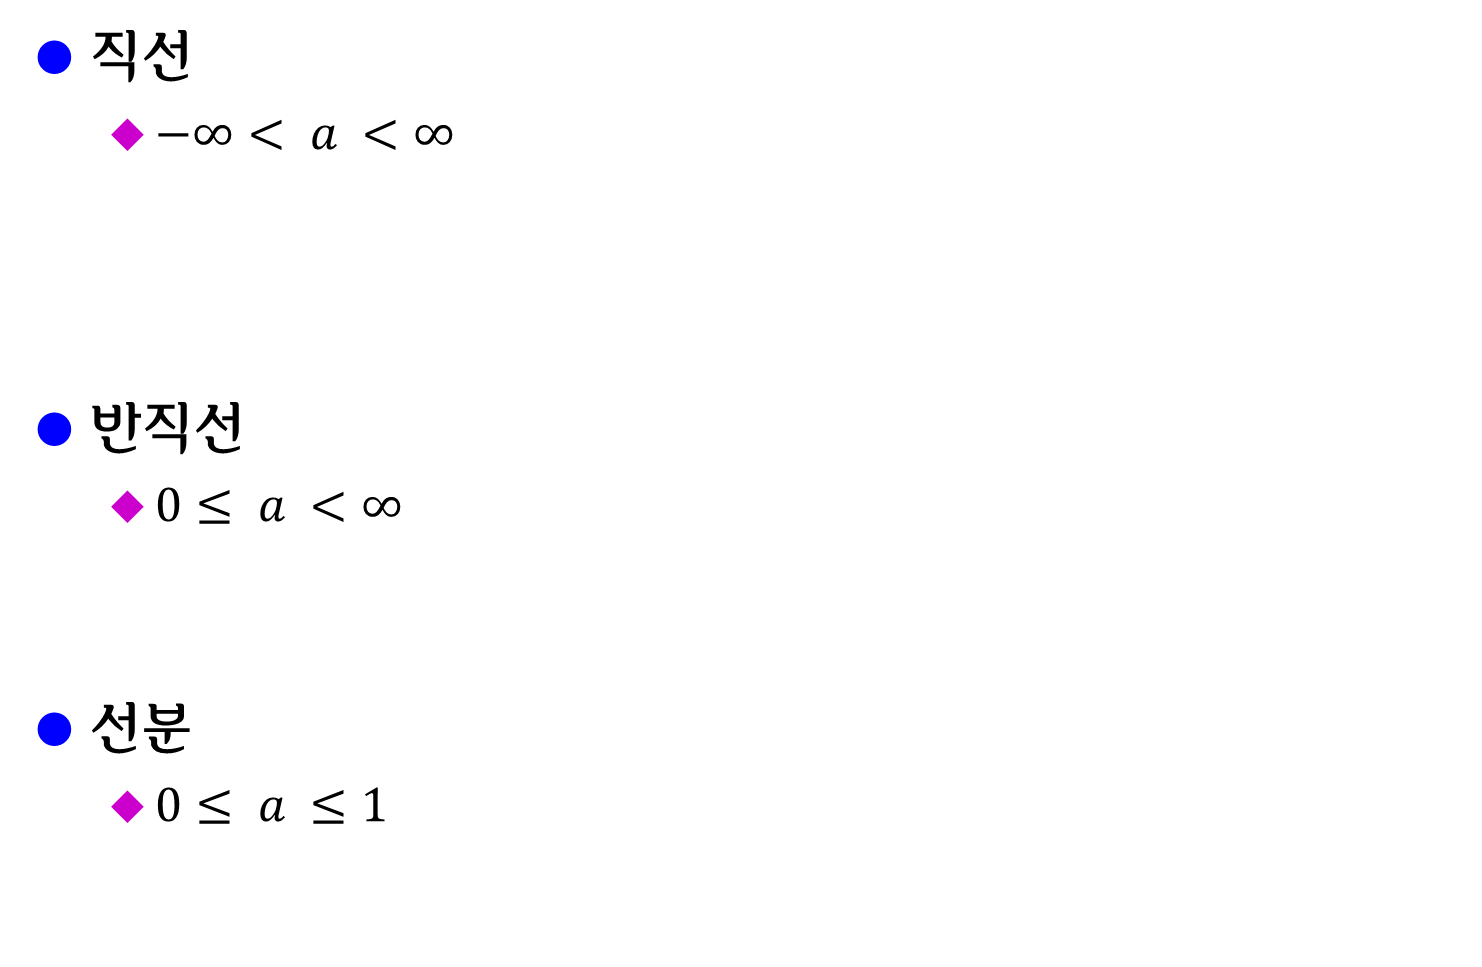 ● 직선
◆ −∞ < a < ∞
● 반직선
◆ 0 ≤ a < ∞
● 선분
◆ 0 ≤ a ≤ 1